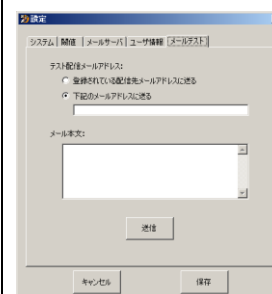 設定
システム 閾値 メールサーバ ユーザ情報 メールテスト
テスト配信メールアドレス:
登録されている配信先メールアドレスに送る
下記のメールアドレスに送る
メール本文:
送信
キャンセル 保存